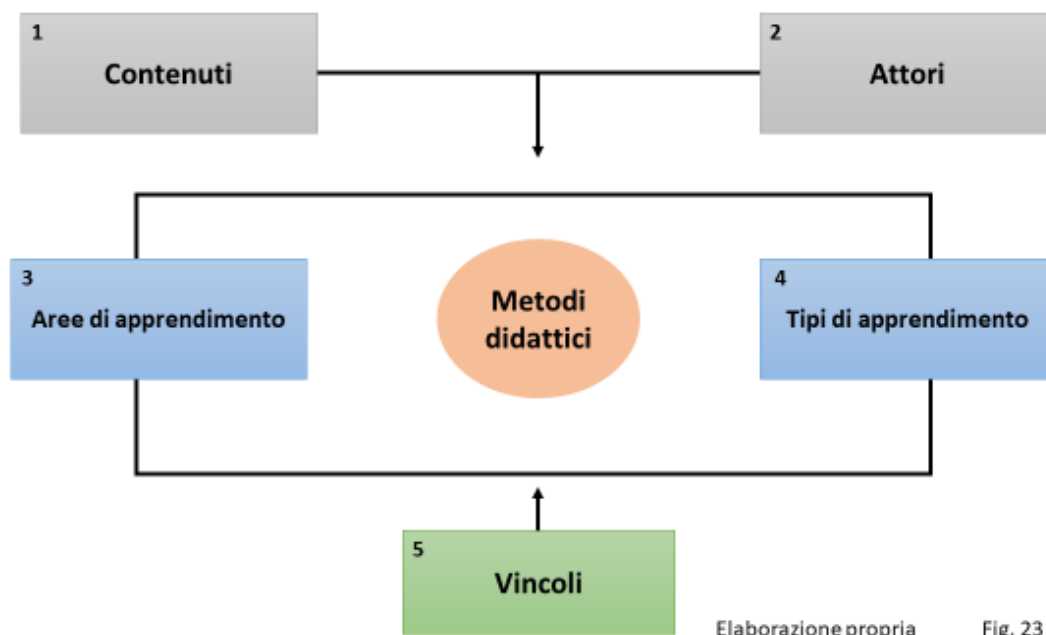 1
Contenuti
2
Attori
3
Aree di apprendimento
Metodi
didattici
4
Tipi di apprendimento
5
Vincoli
Elaborazione propria Fig. 23